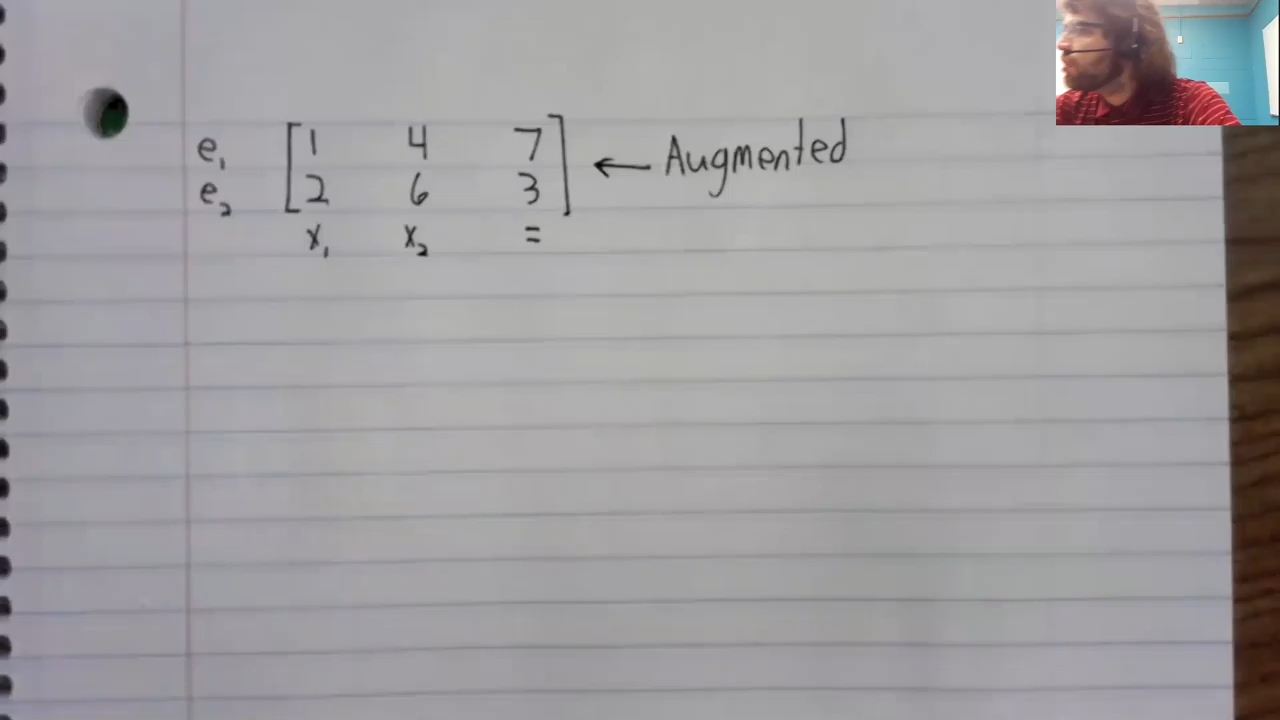 e₁ [1 4 7] ← Augmented
e₂ [2 6 3]
x₁ x₂ =